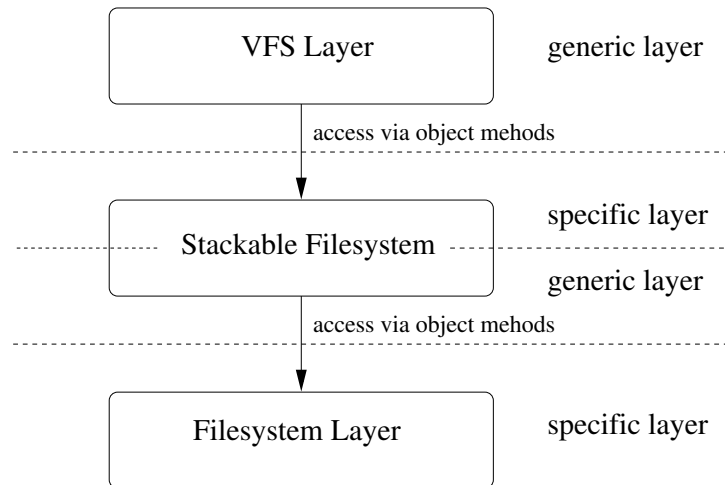 VFS Layer
generic layer
access via object mehods
specific layer
Stackable Filesystem
generic layer
access via object mehods
Filesystem Layer
specific layer